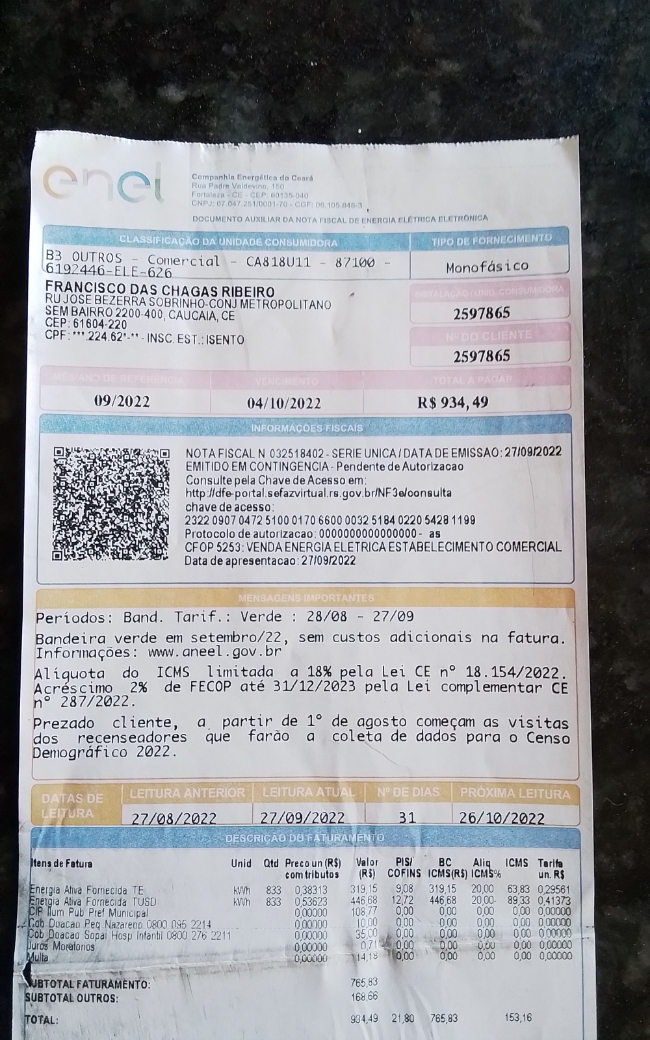 enel
Companhia Energética do Ceará
Rua Padre Valdevino, 150
Fortaleza - CE - CEP: 60135-040
CNPJ: 07.047.251/0001-70 - CGF: 06.105.848-3
DOCUMENTO AUXILIAR DA NOTA FISCAL DE ENERGIA ELÉTRICA ELETRÔNICA
CLASSIFICAÇÃO DA UNIDADE CONSUMIDORA
TIPO DE FORNECIMENTO
B3 OUTROS - Comercial - CA818U11 - 87100 -
6192446-ELE-626
Monofásico
FRANCISCO DAS CHAGAS RIBEIRO
RU JOSE BEZERRA SOBRINHO-CONJ METROPOLITANO
SEM BAIRRO 2200-400, CAUCAIA, CE
CEP: 61604-220
CPF: ***.224.62*-** - INSC. EST.: ISENTO
INSTALAÇÃO / UNID. CONSUMIDORA
2597865
Nº DO CLIENTE
2597865
MÊS/ANO DE REFERÊNCIA VENCIMENTO TOTAL A PAGAR
09/2022 04/10/2022 R$ 934,49
INFORMAÇÕES FISCAIS
NOTA FISCAL N 032518402 - SERIE UNICA / DATA DE EMISSAO: 27/09/2022
EMITIDO EM CONTINGENCIA - Pendente de Autorizacao
Consulte pela Chave de Acesso em:
http://dfe-portal.sefazvirtual.rs.gov.br/NF3e/consulta
chave de acesso:
2322 0907 0472 5100 0170 6600 0032 5184 0220 5428 1199
Protocolo de autorizacao: 0000000000000000 - as
CFOP 5253: VENDA ENERGIA ELETRICA ESTABELECIMENTO COMERCIAL
Data de apresentacao: 27/09/2022
MENSAGENS IMPORTANTES
Períodos: Band. Tarif.: Verde : 28/08 - 27/09
Bandeira verde em setembro/22, sem custos adicionais na fatura.
Informações: www.aneel.gov.br
Alíquota do ICMS limitada a 18% pela Lei CE nº 18.154/2022.
Acréscimo 2% de FECOP até 31/12/2023 pela Lei complementar CE
nº 287/2022.
Prezado cliente, a partir de 1º de agosto começam as visitas
dos recenseadores que farão a coleta de dados para o Censo
Demográfico 2022.
DATAS DE LEITURA
LEITURA ANTERIOR LEITURA ATUAL Nº DE DIAS PRÓXIMA LEITURA
27/08/2022 27/09/2022 31 26/10/2022
DESCRIÇÃO DO FATURAMENTO
Itens de Fatura Unid Qtd Preco un (R$) com tributos Valor (R$) PIS/ COFINS BC ICMS(R$) Aliq ICMS% ICMS Tarifa un. R$
Energia Ativa Fornecida TE kWh 833 0,38313 319,15 9,08 319,15 20,00 63,83 0,29561
Energia Ativa Fornecida TUSD kWh 833 0,53623 446,68 12,72 446,68 20,00 89,33 0,41373
CIP Ilum Pub Pref Municipal 0,00000 108,77 0,00 0,00 0,00 0,00 0,00000
Cob Doacao Peq Nazareno 0800 095 2214 0,00000 10,00 0,00 0,00 0,00 0,00 0,00000
Cob Doacao Sopai Hosp Infantil 0800 276 2211 0,00000 35,00 0,00 0,00 0,00 0,00 0,00000
Juros Moratorios 0,00000 0,71 0,00 0,00 0,00 0,00 0,00000
Multa 0,00000 14,18 0,00 0,00 0,00 0,00 0,00000
SUBTOTAL FATURAMENTO: 765,83
SUBTOTAL OUTROS: 168,66
TOTAL: 934,49 21,80 765,83 153,16